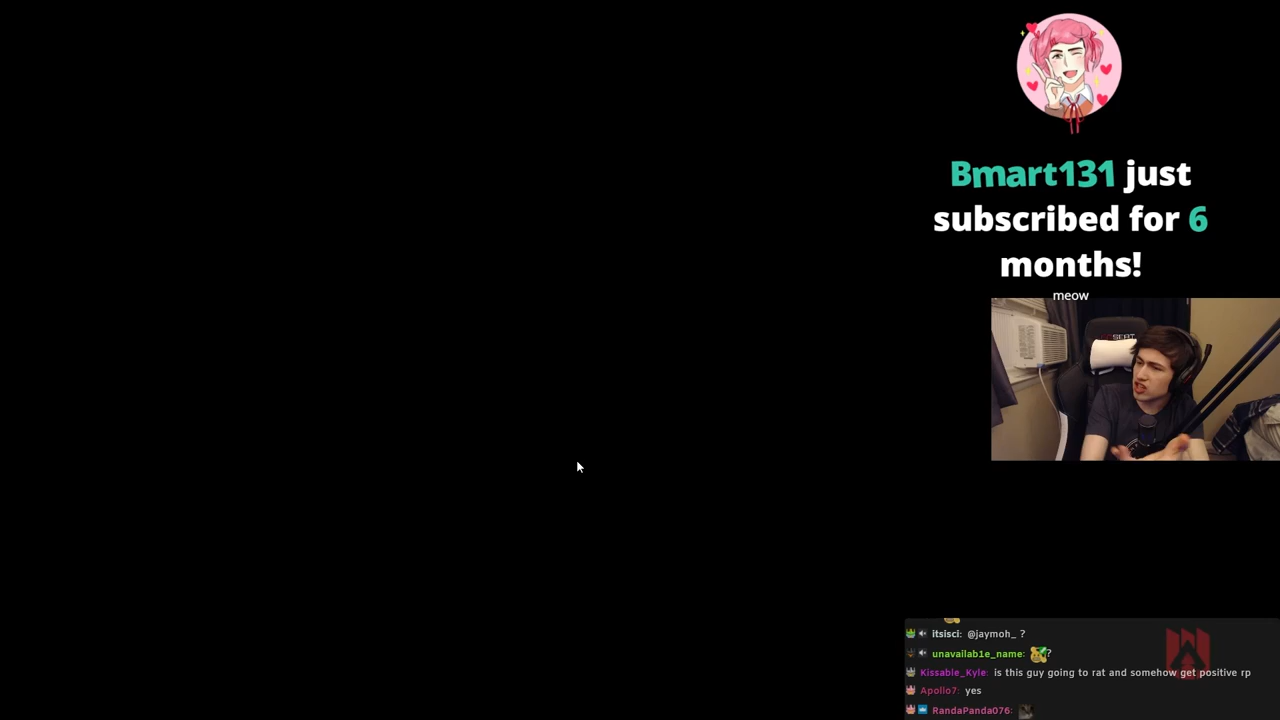 Bmart131 just
subscribed for 6
months!
meow
itsisci: @jaymoh_ ?
unavailab1e_name: ?
Kissable_Kyle: is this guy going to rat and somehow get positive rp
Apollo7: yes
RandaPanda076: